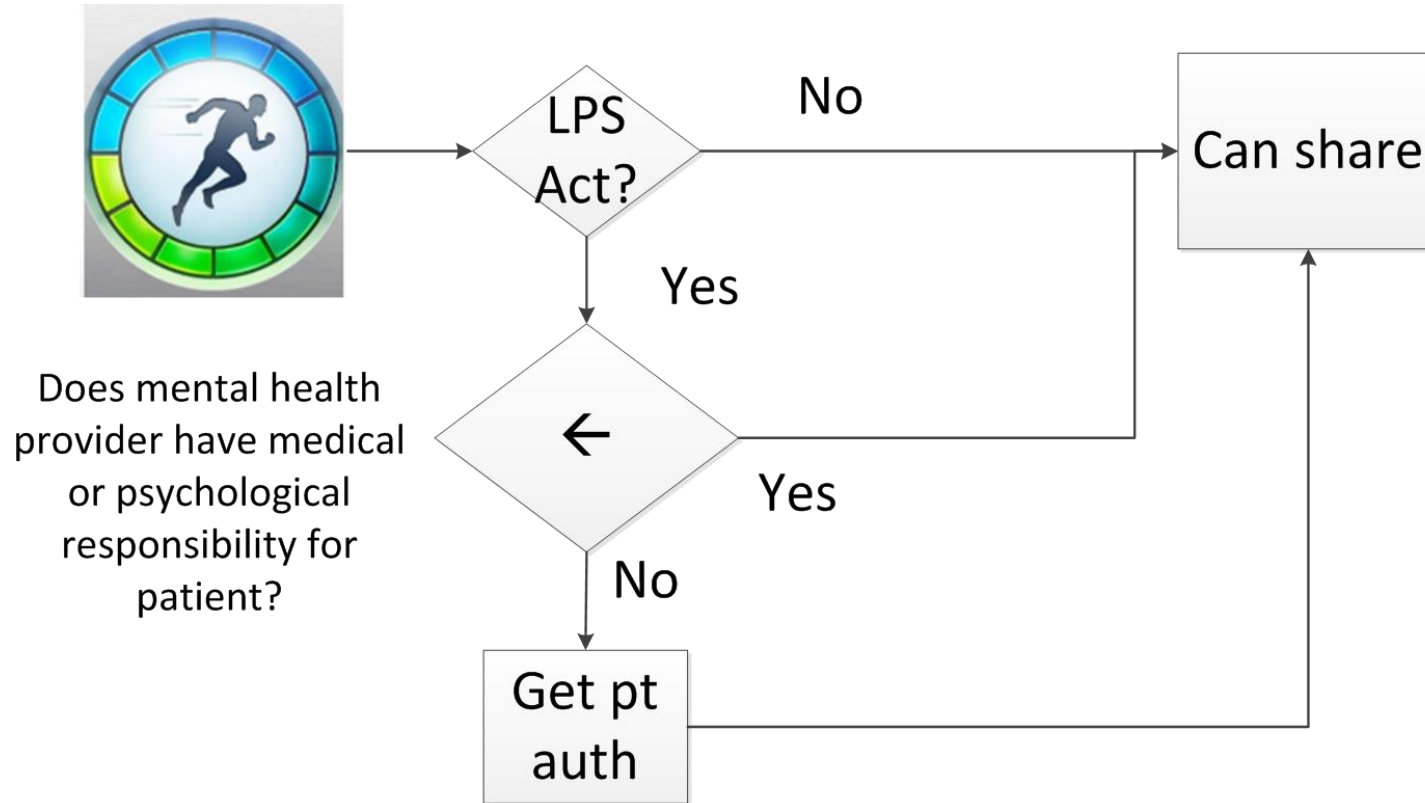 LPS
Act?
No
Can share
Yes
Does mental health
provider have medical
or psychological
responsibility for
patient?
←
Yes
No
Get pt
auth